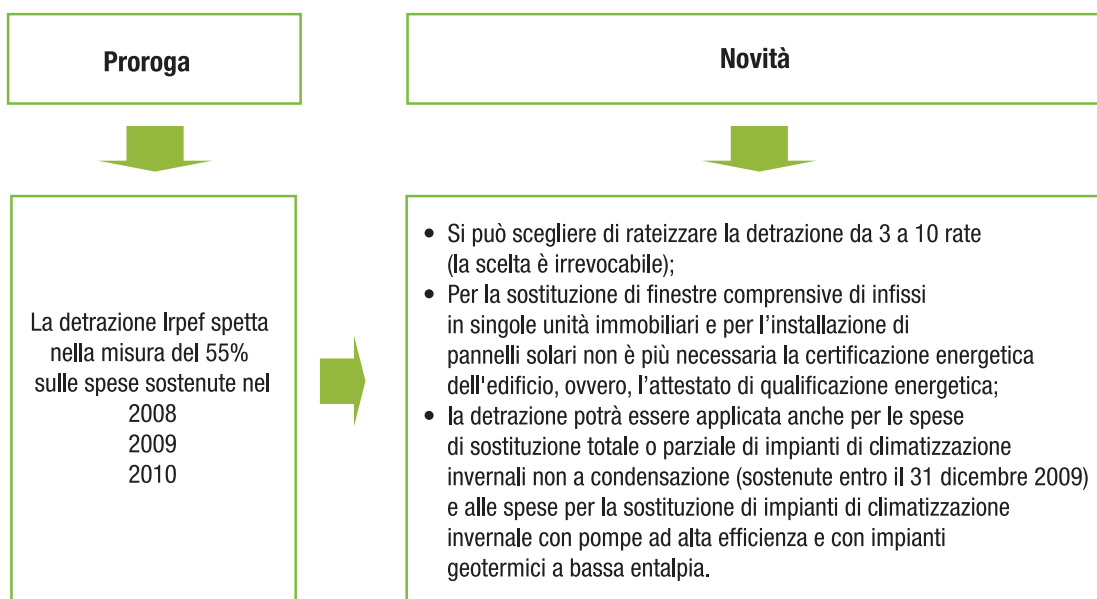 Proroga
Novità
La detrazione Irpef spetta
nella misura del 55%
sulle spese sostenute nel
2008
2009
2010
• Si può scegliere di rateizzare la detrazione da 3 a 10 rate
(la scelta è irrevocabile);
• Per la sostituzione di finestre comprensive di infissi
in singole unità immobiliari e per l’installazione di
pannelli solari non è più necessaria la certificazione energetica
dell'edificio, ovvero, l’attestato di qualificazione energetica;
• la detrazione potrà essere applicata anche per le spese
di sostituzione totale o parziale di impianti di climatizzazione
invernali non a condensazione (sostenute entro il 31 dicembre 2009)
e alle spese per la sostituzione di impianti di climatizzazione
invernale con pompe ad alta efficienza e con impianti
geotermici a bassa entalpia.